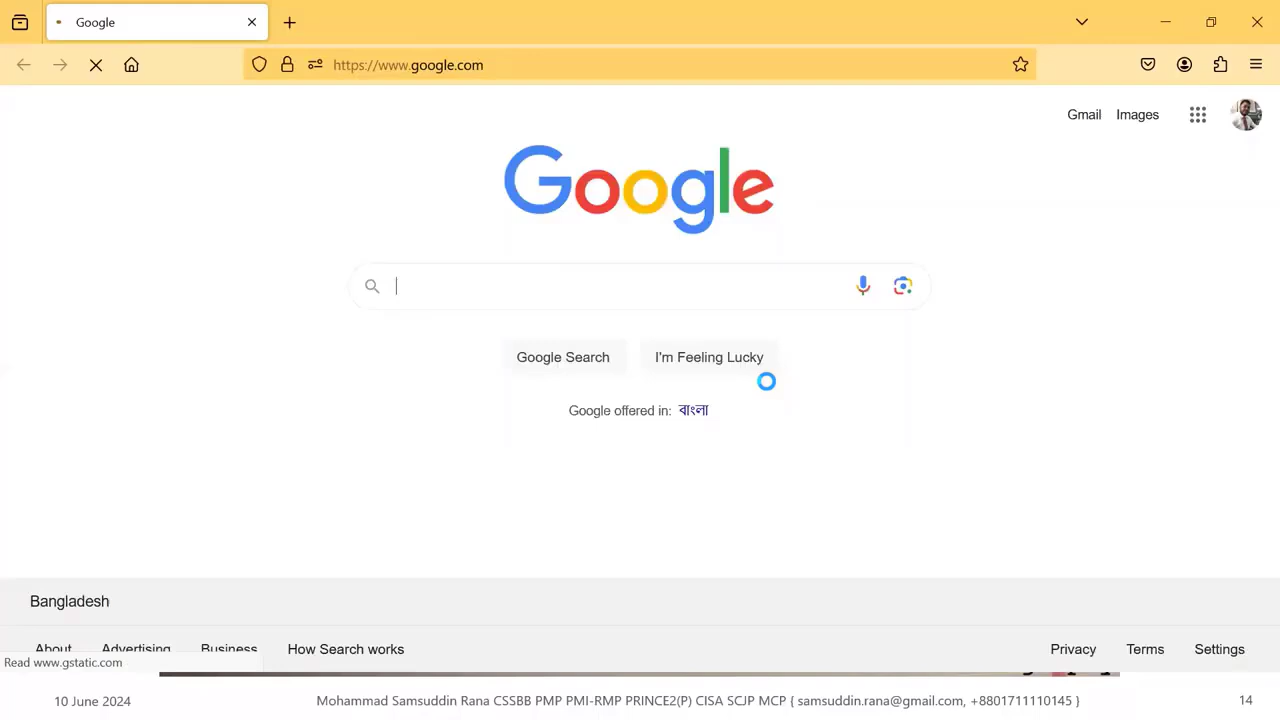 Google
https://www.google.com
Gmail Images
Google
Google Search I'm Feeling Lucky
Google offered in: বাংলা
Bangladesh
About Advertising Business How Search works Privacy Terms Settings
Read www.gstatic.com
10 June 2024 Mohammad Samsuddin Rana CSSBB PMP PMI-RMP PRINCE2(P) CISA SCJP MCP { samsuddin.rana@gmail.com, +8801711110145 } 14